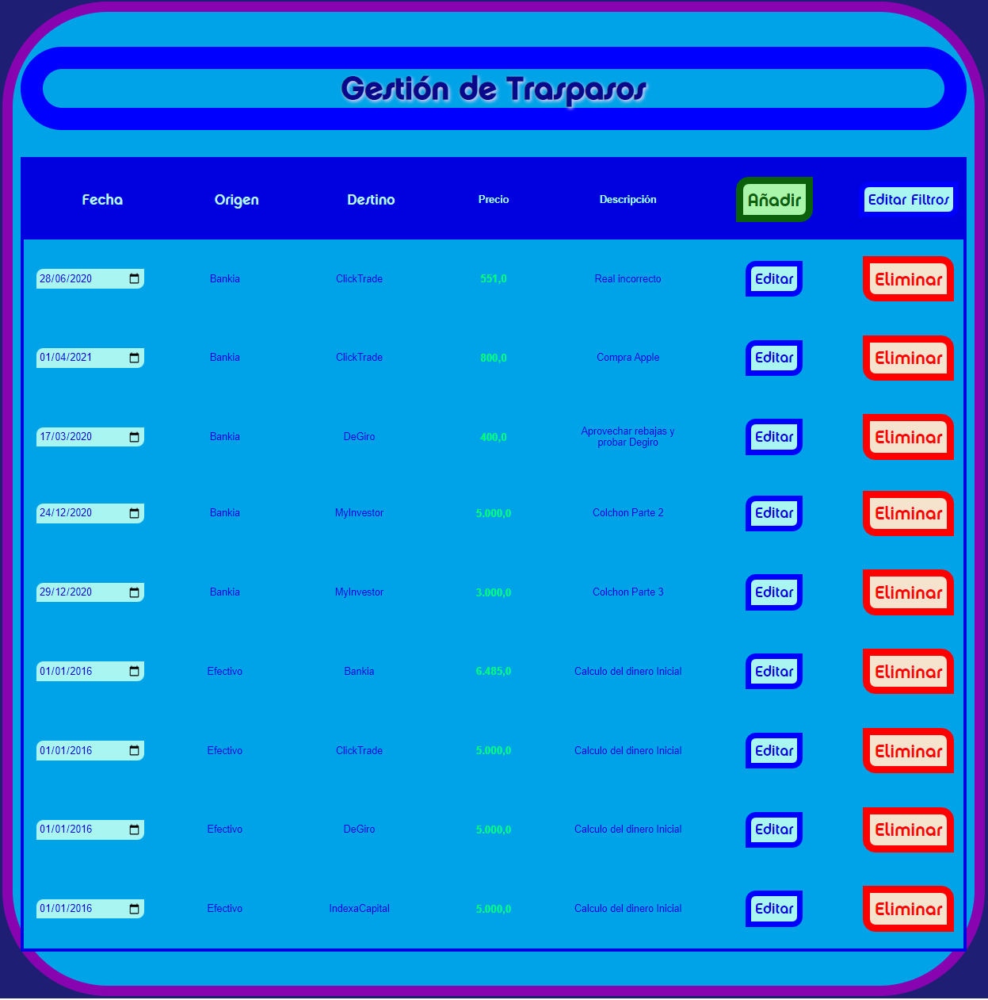 Gestión de Traspasos
Fecha Origen Destino Precio Descripción Añadir Editar Filtros
28/06/2020 Bankia ClickTrade 551,0 Real incorrecto Editar Eliminar
01/04/2021 Bankia ClickTrade 800,0 Compra Apple Editar Eliminar
17/03/2020 Bankia DeGiro 400,0 Aprovechar rebajas y
probar Degiro Editar Eliminar
24/12/2020 Bankia MyInvestor 5.000,0 Colchon Parte 2 Editar Eliminar
29/12/2020 Bankia MyInvestor 3.000,0 Colchon Parte 3 Editar Eliminar
01/01/2016 Efectivo Bankia 6.485,0 Calculo del dinero Inicial Editar Eliminar
01/01/2016 Efectivo ClickTrade 5.000,0 Calculo del dinero Inicial Editar Eliminar
01/01/2016 Efectivo DeGiro 5.000,0 Calculo del dinero Inicial Editar Eliminar
01/01/2016 Efectivo IndexaCapital 5.000,0 Calculo del dinero Inicial Editar Eliminar